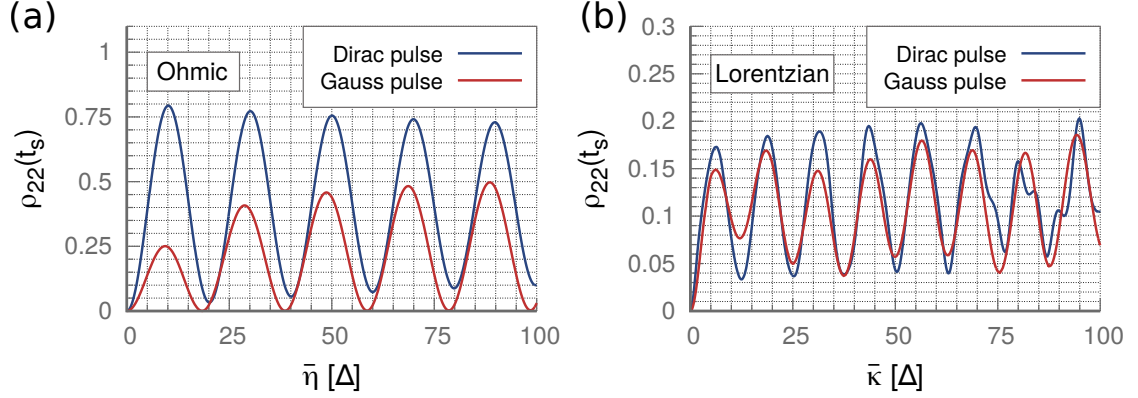 (a)
1
0.75
0.5
0.25
0
0
25
50
75
100
ρ22(ts)
η̄ [Δ]
Ohmic
Dirac pulse
Gauss pulse
(b)
0.3
0.25
0.2
0.15
0.1
0.05
0
0
25
50
75
100
ρ22(ts)
κ̄ [Δ]
Lorentzian
Dirac pulse
Gauss pulse